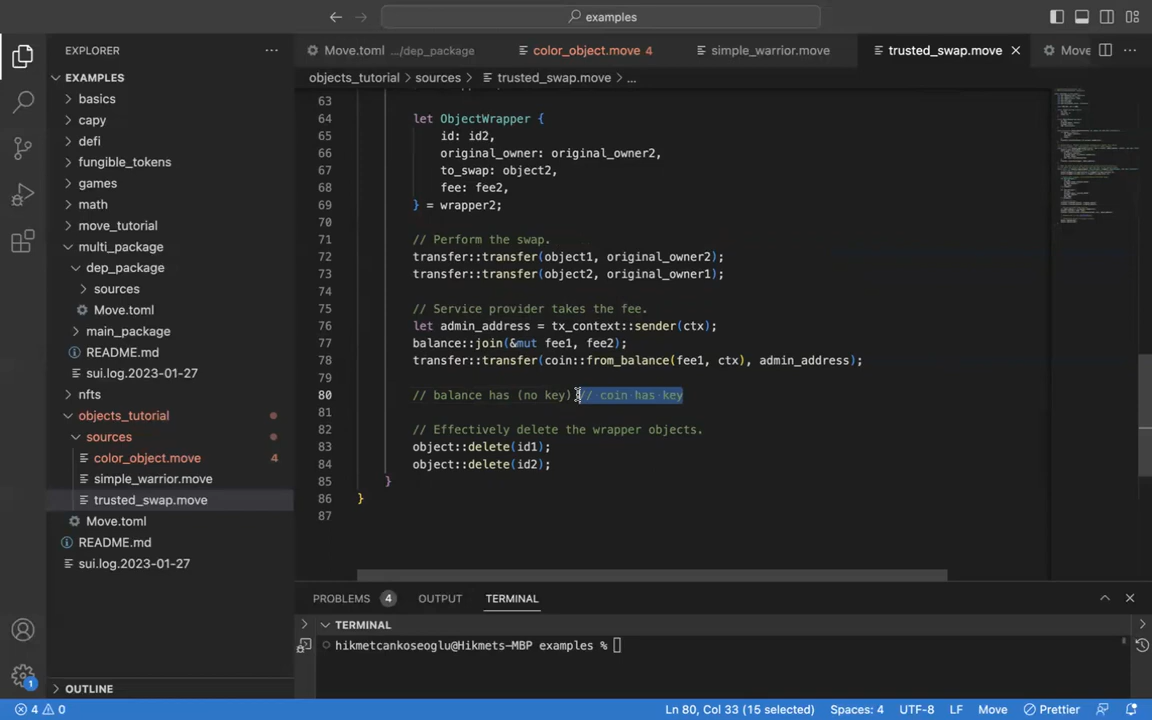 examples
EXPLORER
Move.toml .../dep_package
color_object.move 4
simple_warrior.move
trusted_swap.move
Move
EXAMPLES
objects_tutorial > sources > trusted_swap.move > ...
basics
capy
defi
fungible_tokens
games
math
move_tutorial
multi_package
dep_package
sources
Move.toml
main_package
README.md
sui.log.2023-01-27
nfts
objects_tutorial
sources
color_object.move 4
simple_warrior.move
trusted_swap.move
Move.toml
README.md
sui.log.2023-01-27
OUTLINE
63
64 let ObjectWrapper {
65 id: id2,
66 original_owner: original_owner2,
67 to_swap: object2,
68 fee: fee2,
69 } = wrapper2;
70
71 // Perform the swap.
72 transfer::transfer(object1, original_owner2);
73 transfer::transfer(object2, original_owner1);
74
75 // Service provider takes the fee.
76 let admin_address = tx_context::sender(ctx);
77 balance::join(&mut fee1, fee2);
78 transfer::transfer(coin::from_balance(fee1, ctx), admin_address);
79
80 // balance has (no key) // coin has key
81
82 // Effectively delete the wrapper objects.
83 object::delete(id1);
84 object::delete(id2);
85 }
86 }
87
PROBLEMS 4 OUTPUT TERMINAL
TERMINAL
hikmetcankoseoglu@Hikmets-MBP examples %
1
4 0 Ln 80, Col 33 (15 selected) Spaces: 4 UTF-8 LF Move Prettier